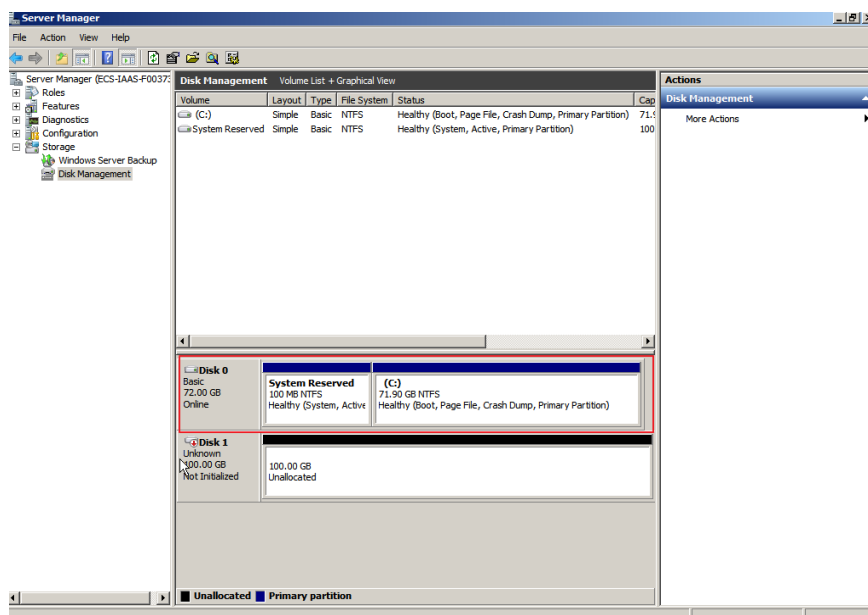 Server Manager
File Action View Help
Server Manager (ECS-IAAS-F00373
Roles
Features
Diagnostics
Configuration
Storage
Windows Server Backup
Disk Management
Disk Management Volume List + Graphical View
Volume Layout Type File System Status Cap
(C:) Simple Basic NTFS Healthy (Boot, Page File, Crash Dump, Primary Partition) 71.9
System Reserved Simple Basic NTFS Healthy (System, Active, Primary Partition) 100
Disk 0
Basic
72.00 GB
Online
System Reserved
100 MB NTFS
Healthy (System, Active
(C:)
71.90 GB NTFS
Healthy (Boot, Page File, Crash Dump, Primary Partition)
Disk 1
Unknown
100.00 GB
Not Initialized
100.00 GB
Unallocated
Unallocated Primary partition
Actions
Disk Management
More Actions